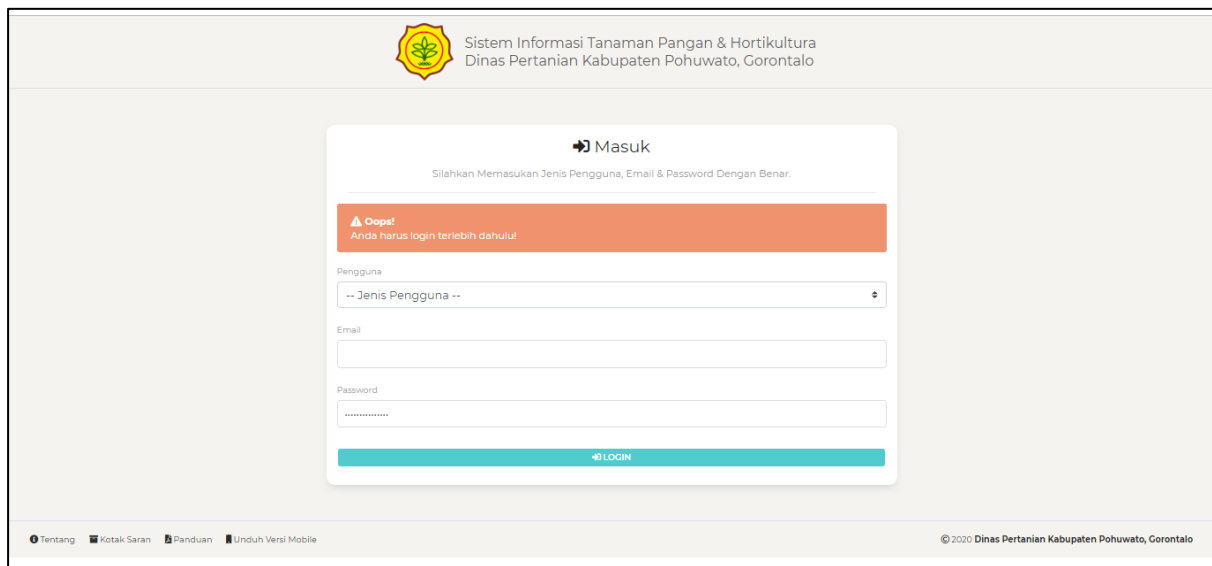 Sistem Informasi Tanaman Pangan & Hortikultura
Dinas Pertanian Kabupaten Pohuwato, Gorontalo
Masuk
Silahkan Memasukan Jenis Pengguna, Email & Password Dengan Benar.
Oops!
Anda harus login terlebih dahulu!
Pengguna
-- Jenis Pengguna --
Email
Password
...............
LOGIN
Tentang Kotak Saran Panduan Unduh Versi Mobile
© 2020 Dinas Pertanian Kabupaten Pohuwato, Gorontalo